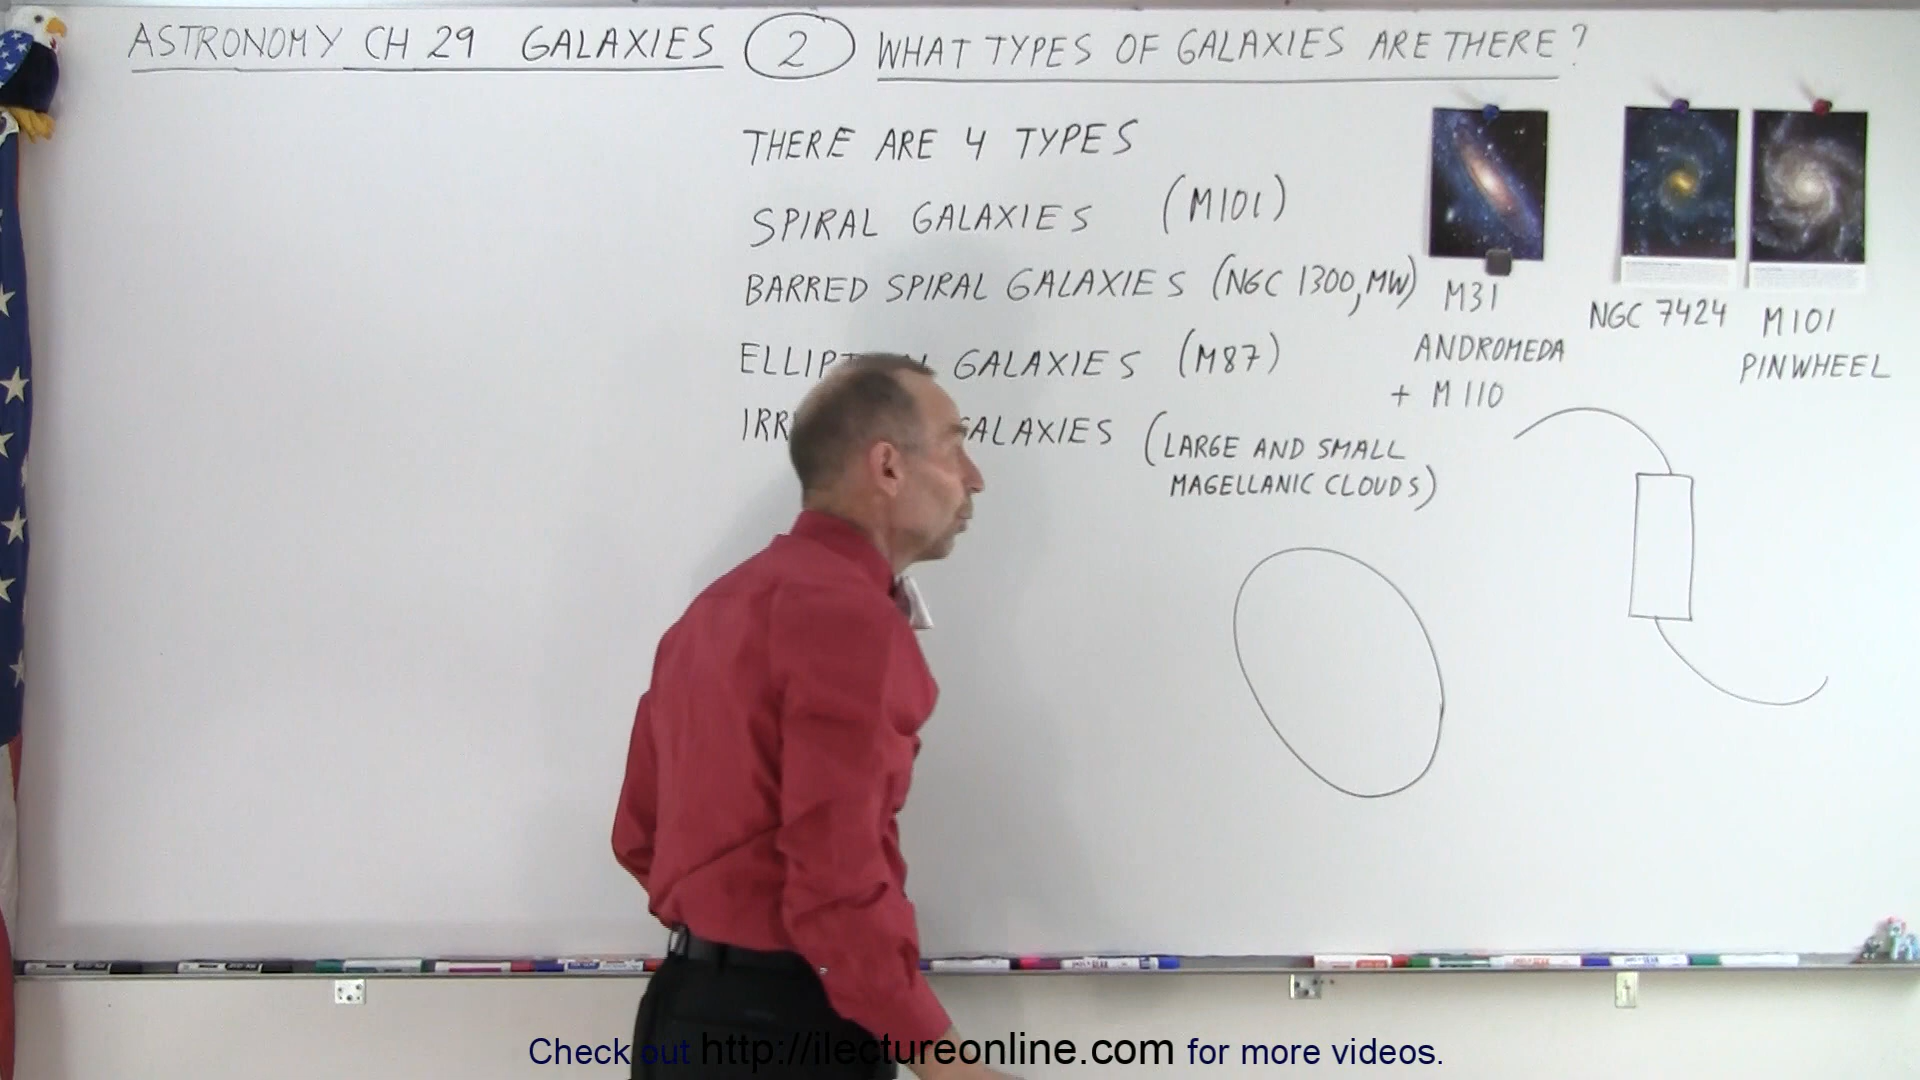 ASTRONOMY CH 29 GALAXIES 2 WHAT TYPES OF GALAXIES ARE THERE?
THERE ARE 4 TYPES
SPIRAL GALAXIES (M101)
BARRED SPIRAL GALAXIES (NGC 1300, MW)
GALAXIES (M87)
GALAXIES (LARGE AND SMALL
MAGELLANIC CLOUDS)
M31
ANDROMEDA
+ M110
NGC 7424
M101
PINWHEEL
Check out http://ilectureonline.com for more videos.